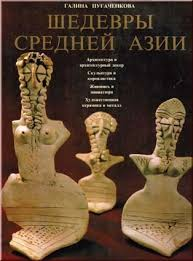 ГАЛИНА ПУГАЧЕНКОВА
ШЕДЕВРЫ
СРЕДНЕЙ АЗИИ
Архитектура и
архитектурный декор
Скульптура и
коропластика
Живопись и
миниатюра
Художественная
керамика и металл